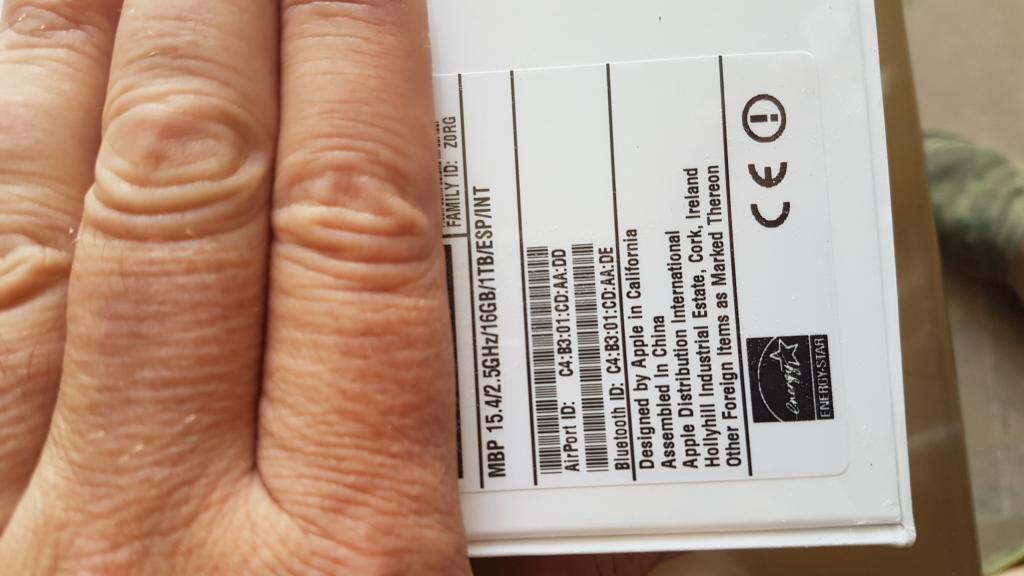 FAMILY ID: ZORG
MBP 15.4/2.5GHz/16GB/1TB/ESP/INT
AirPort ID: C4:B3:01:CD:AA:DD
Bluetooth ID: C4:B3:01:CD:AA:DE
Designed by Apple in California
Assembled in China
Apple Distribution International
Hollyhill Industrial Estate, Cork, Ireland
Other Foreign Items as Marked Thereon
energy
ENERGY STAR
CE